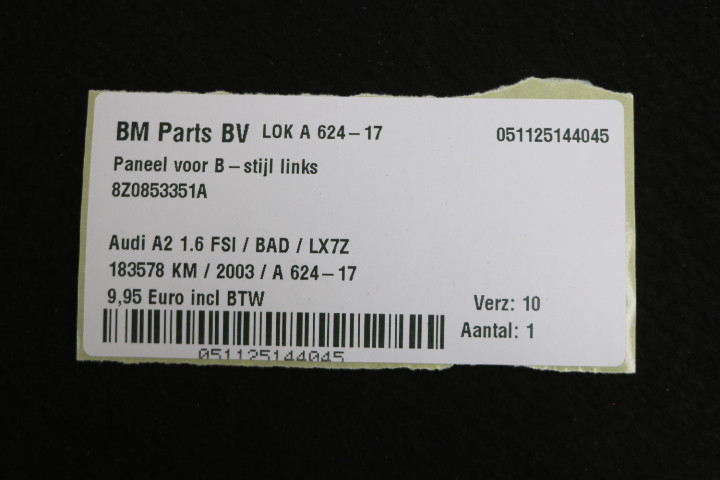 BM Parts BV LOK A 624-17 051125144045
Paneel voor B-stijl links
8Z0853351A
Audi A2 1.6 FSI / BAD / LX7Z
183578 KM / 2003 / A 624-17
9,95 Euro incl BTW
Verz: 10
Aantal: 1
051125144045